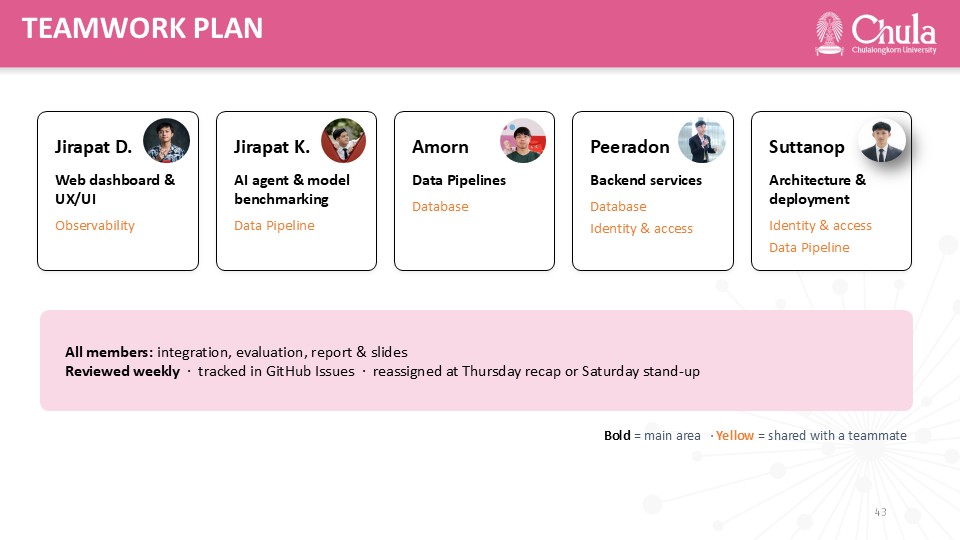 TEAMWORK PLAN
Chula
Chulalongkorn University
Jirapat D.
Web dashboard &
UX/UI
Observability
Jirapat K.
AI agent & model
benchmarking
Data Pipeline
Amorn
Data Pipelines
Database
Peeradon
Backend services
Database
Identity & access
Suttanop
Architecture &
deployment
Identity & access
Data Pipeline
All members: integration, evaluation, report & slides
Reviewed weekly · tracked in GitHub Issues · reassigned at Thursday recap or Saturday stand-up
Bold = main area · Yellow = shared with a teammate
43